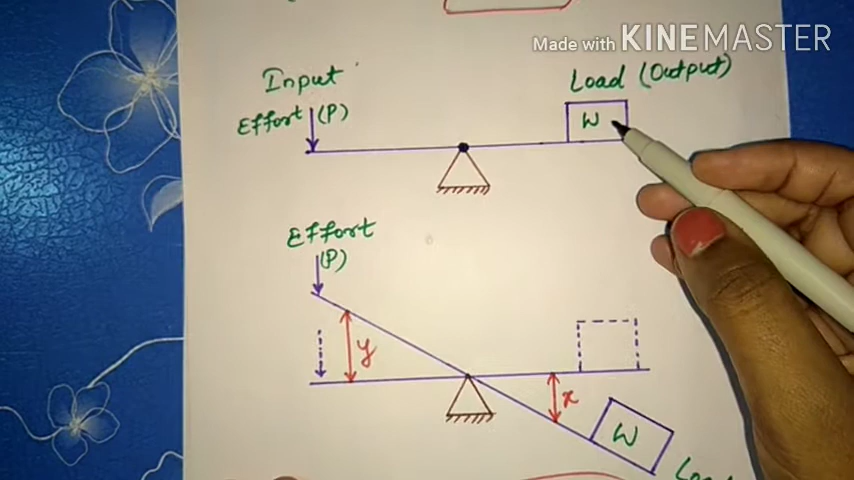 Made with KINEMASTER
Input
Load (Output)
Effort (P)
W
Effort
(P)
y
x
W